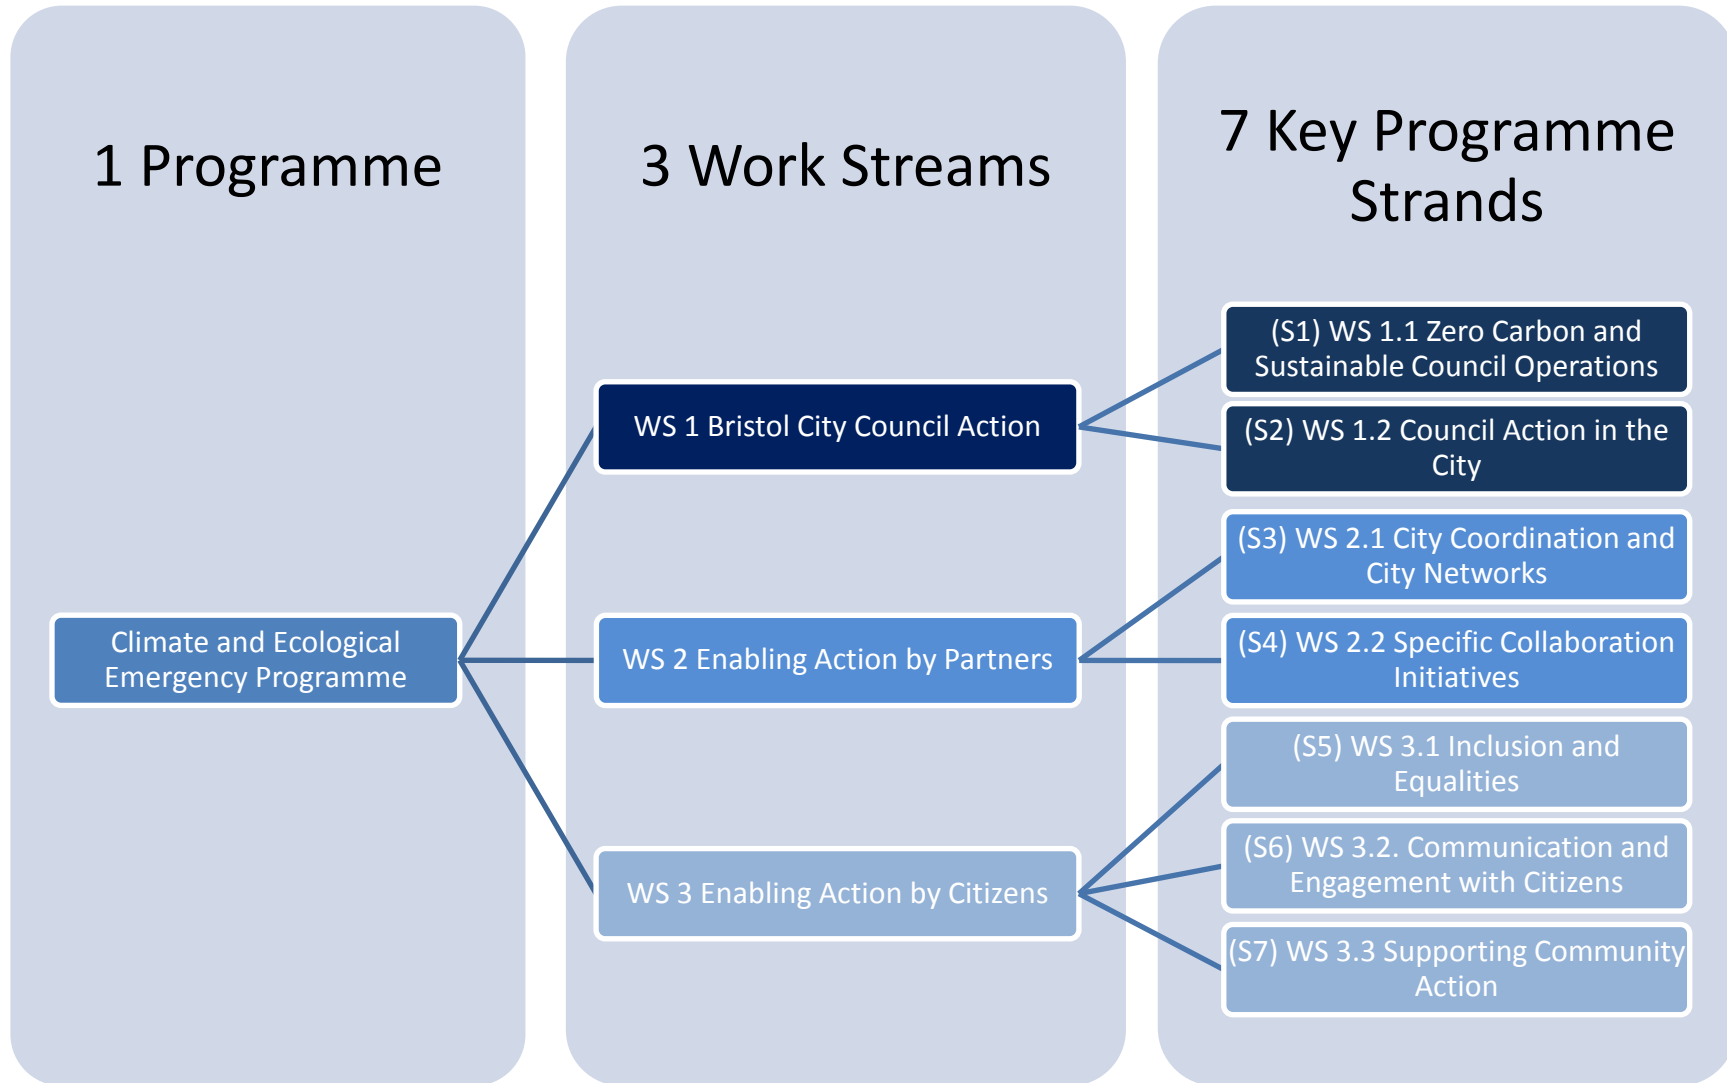 1 Programme
3 Work Streams
7 Key Programme
Strands
Climate and Ecological
Emergency Programme
WS 1 Bristol City Council Action
WS 2 Enabling Action by Partners
WS 3 Enabling Action by Citizens
(S1) WS 1.1 Zero Carbon and
Sustainable Council Operations
(S2) WS 1.2 Council Action in the
City
(S3) WS 2.1 City Coordination and
City Networks
(S4) WS 2.2 Specific Collaboration
Initiatives
(S5) WS 3.1 Inclusion and
Equalities
(S6) WS 3.2. Communication and
Engagement with Citizens
(S7) WS 3.3 Supporting Community
Action